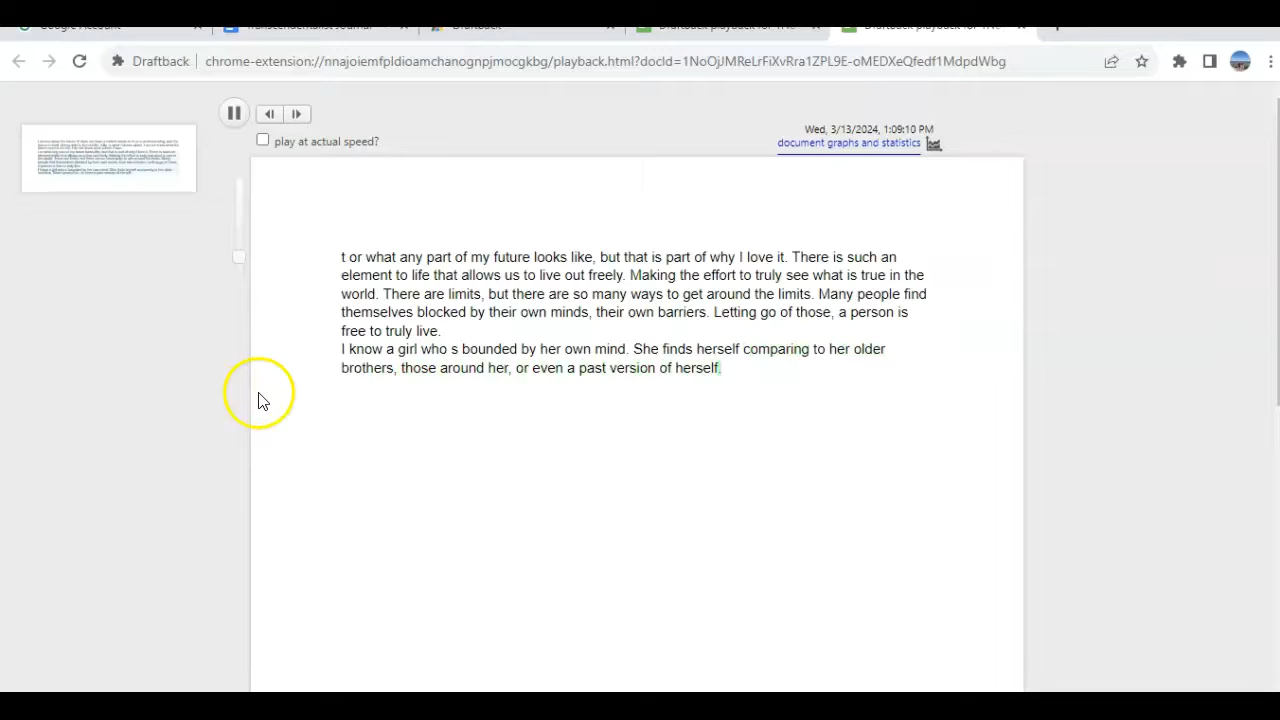 Draftback
chrome-extension://nnajoiemfpldioamchanognpjmocgkbg/playback.html?docId=1NoOjJMReLrFiXvRra1ZPL9E-oMEDXeQfedf1MdpdWbg
play at actual speed?
Wed, 3/13/2024, 1:09:10 PM
document graphs and statistics
t or what any part of my future looks like, but that is part of why I love it. There is such an
element to life that allows us to live out freely. Making the effort to truly see what is true in the
world. There are limits, but there are so many ways to get around the limits. Many people find
themselves blocked by their own minds, their own barriers. Letting go of those, a person is
free to truly live.
I know a girl who s bounded by her own mind. She finds herself comparing to her older
brothers, those around her, or even a past version of herself.